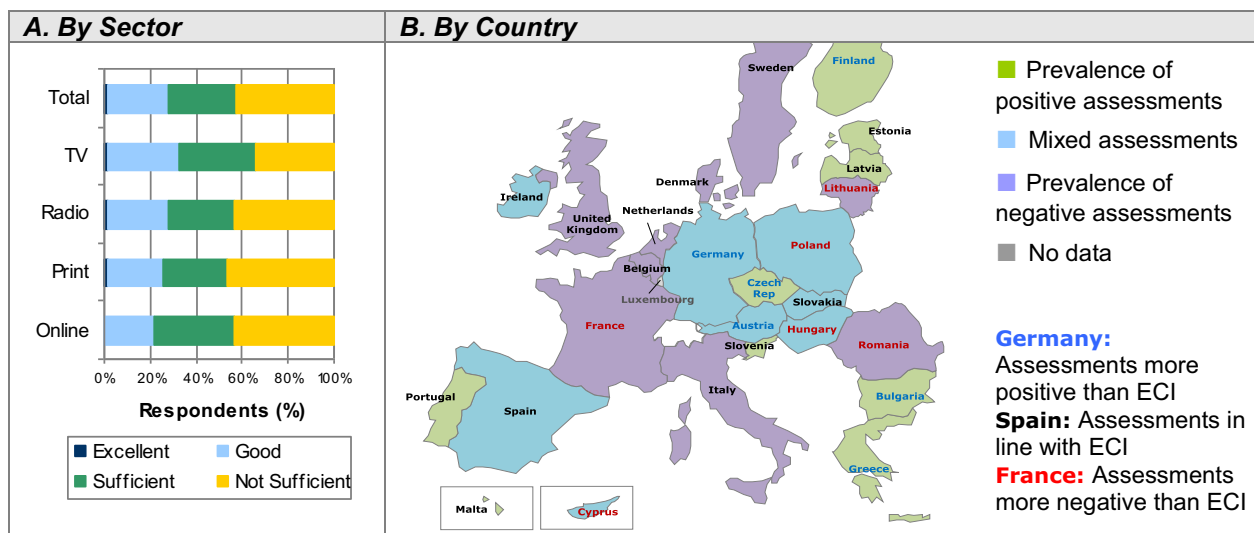 A. By Sector
B. By Country
Total
TV
Radio
Print
Online
0% 20% 40% 60% 80% 100%
Respondents (%)
Excellent Good
Sufficient Not Sufficient
Sweden
Finland
Estonia
Latvia
Lithuania
Denmark
Ireland
United
Kingdom
Netherlands
Belgium
Luxembourg
Germany
Poland
Czech
Rep
Slovakia
Austria
Hungary
France
Slovenia
Romania
Italy
Bulgaria
Portugal
Spain
Greece
Malta
Cyprus
Prevalence of
positive assessments
Mixed assessments
Prevalence of
negative assessments
No data
Germany:
Assessments more
positive than ECI
Spain: Assessments in
line with ECI
France: Assessments
more negative than ECI